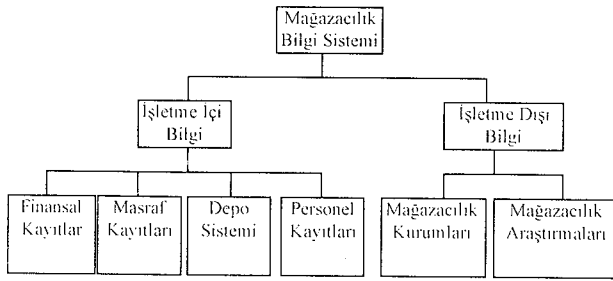 Mağazacılık
Bilgi Sistemi
İşletme İçi
Bilgi
İşletme Dışı
Bilgi
Finansal
Kayıtlar
Masraf
Kayıtları
Depo
Sistemi
Personel
Kayıtları
Mağazacılık
Kurumları
Mağazacılık
Araştırmaları